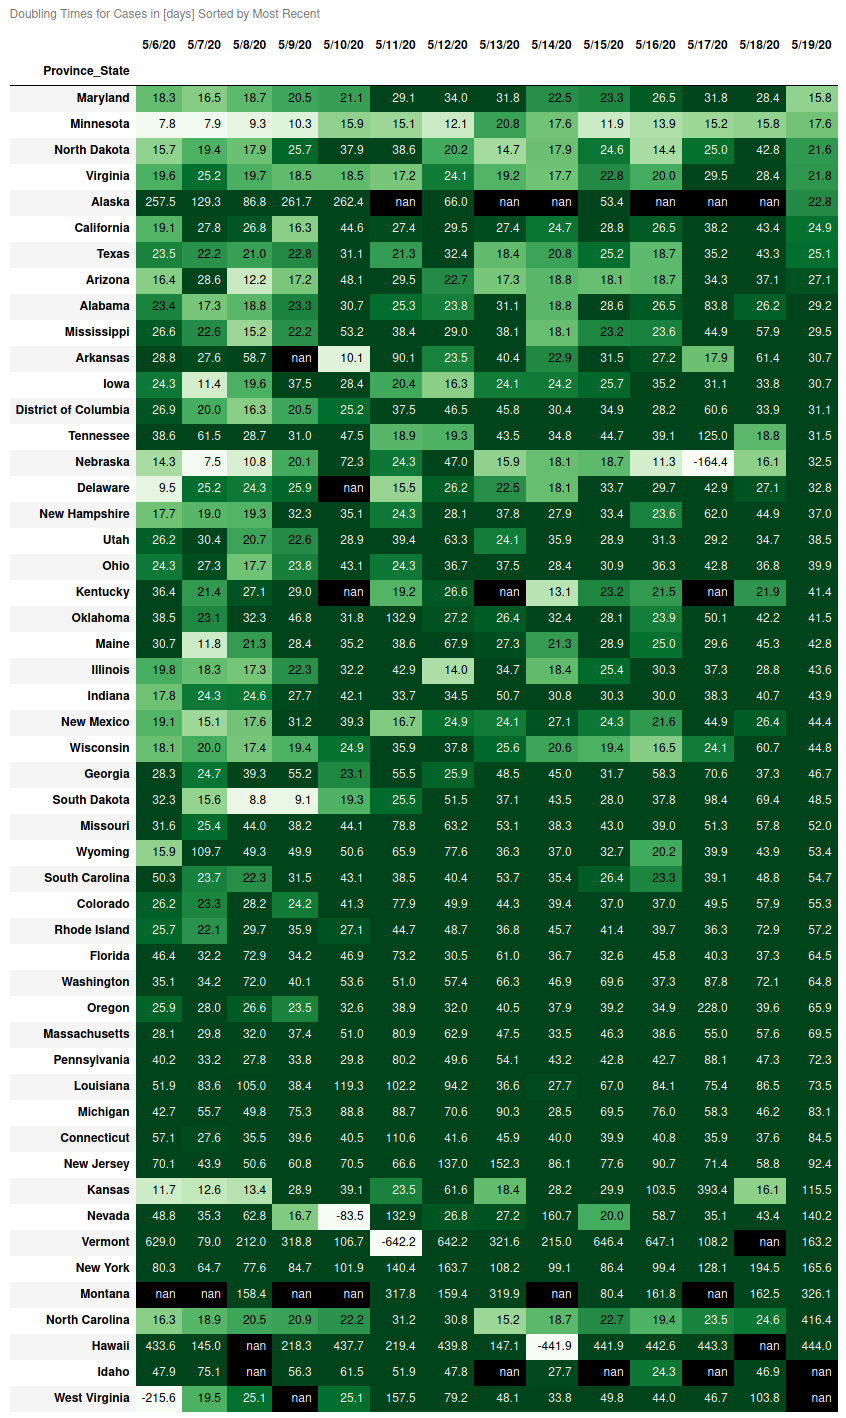 Doubling Times for Cases in [days] Sorted by Most Recent
5/6/20 5/7/20 5/8/20 5/9/20 5/10/20 5/11/20 5/12/20 5/13/20 5/14/20 5/15/20 5/16/20 5/17/20 5/18/20 5/19/20
Province_State
Maryland 18.3 16.5 18.7 20.5 21.1 29.1 34.0 31.8 22.5 23.3 26.5 31.8 28.4 15.8
Minnesota 7.8 7.9 9.3 10.3 15.9 15.1 12.1 20.8 17.6 11.9 13.9 15.2 15.8 17.6
North Dakota 15.7 19.4 17.9 25.7 37.9 38.6 20.2 14.7 17.9 24.6 14.4 25.0 42.8 21.6
Virginia 19.6 25.2 19.7 18.5 18.5 17.2 24.1 19.2 17.7 22.8 20.0 29.5 28.4 21.8
Alaska 257.5 129.3 86.8 261.7 262.4 nan 66.0 nan nan 53.4 nan nan nan 22.8
California 19.1 27.8 26.8 16.3 44.6 27.4 29.5 27.4 24.7 28.8 26.5 38.2 43.4 24.9
Texas 23.5 22.2 21.0 22.8 31.1 21.3 32.4 18.4 20.8 25.2 18.7 35.2 43.3 25.1
Arizona 16.4 28.6 12.2 17.2 48.1 29.5 22.7 17.3 18.8 18.1 18.7 34.3 37.1 27.1
Alabama 23.4 17.3 18.8 23.3 30.7 25.3 23.8 31.1 18.8 28.6 26.5 83.8 26.2 29.2
Mississippi 26.6 22.6 15.2 22.2 53.2 38.4 29.0 38.1 18.1 23.2 23.6 44.9 57.9 29.5
Arkansas 28.8 27.6 58.7 nan 10.1 90.1 23.5 40.4 22.9 31.5 27.2 17.9 61.4 30.7
Iowa 24.3 11.4 19.6 37.5 28.4 20.4 16.3 24.1 24.2 25.7 35.2 31.1 33.8 30.7
District of Columbia 26.9 20.0 16.3 20.5 25.2 37.5 46.5 45.8 30.4 34.9 28.2 60.6 33.9 31.1
Tennessee 38.6 61.5 28.7 31.0 47.5 18.9 19.3 43.5 34.8 44.7 39.1 125.0 18.8 31.5
Nebraska 14.3 7.5 10.8 20.1 72.3 24.3 47.0 15.9 18.1 18.7 11.3 -164.4 16.1 32.5
Delaware 9.5 25.2 24.3 25.9 nan 15.5 26.2 22.5 18.1 33.7 29.7 42.9 27.1 32.8
New Hampshire 17.7 19.0 19.3 32.3 35.1 24.3 28.1 37.8 27.9 33.4 23.6 62.0 44.9 37.0
Utah 26.2 30.4 20.7 22.6 28.9 39.4 63.3 24.1 35.9 28.9 31.3 29.2 34.7 38.5
Ohio 24.3 27.3 17.7 23.8 43.1 24.3 36.7 37.5 28.4 30.9 36.3 42.8 36.8 39.9
Kentucky 36.4 21.4 27.1 29.0 nan 19.2 26.6 nan 13.1 23.2 21.5 nan 21.9 41.4
Oklahoma 38.5 23.1 32.3 46.8 31.8 132.9 27.2 26.4 32.4 28.1 23.9 50.1 42.2 41.5
Maine 30.7 11.8 21.3 28.4 35.2 38.6 67.9 27.3 21.3 28.9 25.0 29.6 45.3 42.8
Illinois 19.8 18.3 17.3 22.3 32.2 42.9 14.0 34.7 18.4 25.4 30.3 37.3 28.8 43.6
Indiana 17.8 24.3 24.6 27.7 42.1 33.7 34.5 50.7 30.8 30.3 30.0 38.3 40.7 43.9
New Mexico 19.1 15.1 17.6 31.2 39.3 16.7 24.9 24.1 27.1 24.3 21.6 44.9 26.4 44.4
Wisconsin 18.1 20.0 17.4 19.4 24.9 35.9 37.8 25.6 20.6 19.4 16.5 24.1 60.7 44.8
Georgia 28.3 24.7 39.3 55.2 23.1 55.5 25.9 48.5 45.0 31.7 58.3 70.6 37.3 46.7
South Dakota 32.3 15.6 8.8 9.1 19.3 25.5 51.5 37.1 43.5 28.0 37.8 98.4 69.4 48.5
Missouri 31.6 25.4 44.0 38.2 44.1 78.8 63.2 53.1 38.3 43.0 39.0 51.3 57.8 52.0
Wyoming 15.9 109.7 49.3 49.9 50.6 65.9 77.6 36.3 37.0 32.7 20.2 39.9 43.9 53.4
South Carolina 50.3 23.7 22.3 31.5 43.1 38.5 40.4 53.7 35.4 26.4 23.3 39.1 48.8 54.7
Colorado 26.2 23.3 28.2 24.2 41.3 77.9 49.9 44.3 39.4 37.0 37.0 49.5 57.9 55.3
Rhode Island 25.7 22.1 29.7 35.9 27.1 44.7 48.7 36.8 45.7 41.4 39.7 36.3 72.9 57.2
Florida 46.4 32.2 72.9 34.2 46.9 73.2 30.5 61.0 36.7 32.6 45.8 40.3 37.3 64.5
Washington 35.1 34.2 72.0 40.1 53.6 51.0 57.4 66.3 46.9 69.6 37.3 87.8 72.1 64.8
Oregon 25.9 28.0 26.6 23.5 32.6 38.9 32.0 40.5 37.9 39.2 34.9 228.0 39.6 65.9
Massachusetts 28.1 29.8 32.0 37.4 51.0 80.9 62.9 47.5 33.5 46.3 38.6 55.0 57.6 69.5
Pennsylvania 40.2 33.2 27.8 33.8 29.8 80.2 49.6 54.1 43.2 42.8 42.7 88.1 47.3 72.3
Louisiana 51.9 83.6 105.0 38.4 119.3 102.2 94.2 36.6 27.7 67.0 84.1 75.4 86.5 73.5
Michigan 42.7 55.7 49.8 75.3 88.8 88.7 70.6 90.3 28.5 69.5 76.0 58.3 46.2 83.1
Connecticut 57.1 27.6 35.5 39.6 40.5 110.6 41.6 45.9 40.0 39.9 40.8 35.9 37.6 84.5
New Jersey 70.1 43.9 50.6 60.8 70.5 66.6 137.0 152.3 86.1 77.6 90.7 71.4 58.8 92.4
Kansas 11.7 12.6 13.4 28.9 39.1 23.5 61.6 18.4 28.2 29.9 103.5 393.4 16.1 115.5
Nevada 48.8 35.3 62.8 16.7 -83.5 132.9 26.8 27.2 160.7 20.0 58.7 35.1 43.4 140.2
Vermont 629.0 79.0 212.0 318.8 106.7 -642.2 642.2 321.6 215.0 646.4 647.1 108.2 nan 163.2
New York 80.3 64.7 77.6 84.7 101.9 140.4 163.7 108.2 99.1 86.4 99.4 128.1 194.5 165.6
Montana nan nan 158.4 nan nan 317.8 159.4 319.9 nan 80.4 161.8 nan 162.5 326.1
North Carolina 16.3 18.9 20.5 20.9 22.2 31.2 30.8 15.2 18.7 22.7 19.4 23.5 24.6 416.4
Hawaii 433.6 145.0 nan 218.3 437.7 219.4 439.8 147.1 -441.9 441.9 442.6 443.3 nan 444.0
Idaho 47.9 75.1 nan 56.3 61.5 51.9 47.8 nan 27.7 nan 24.3 nan 46.9 nan
West Virginia -215.6 19.5 25.1 nan 25.1 157.5 79.2 48.1 33.8 49.8 44.0 46.7 103.8 nan